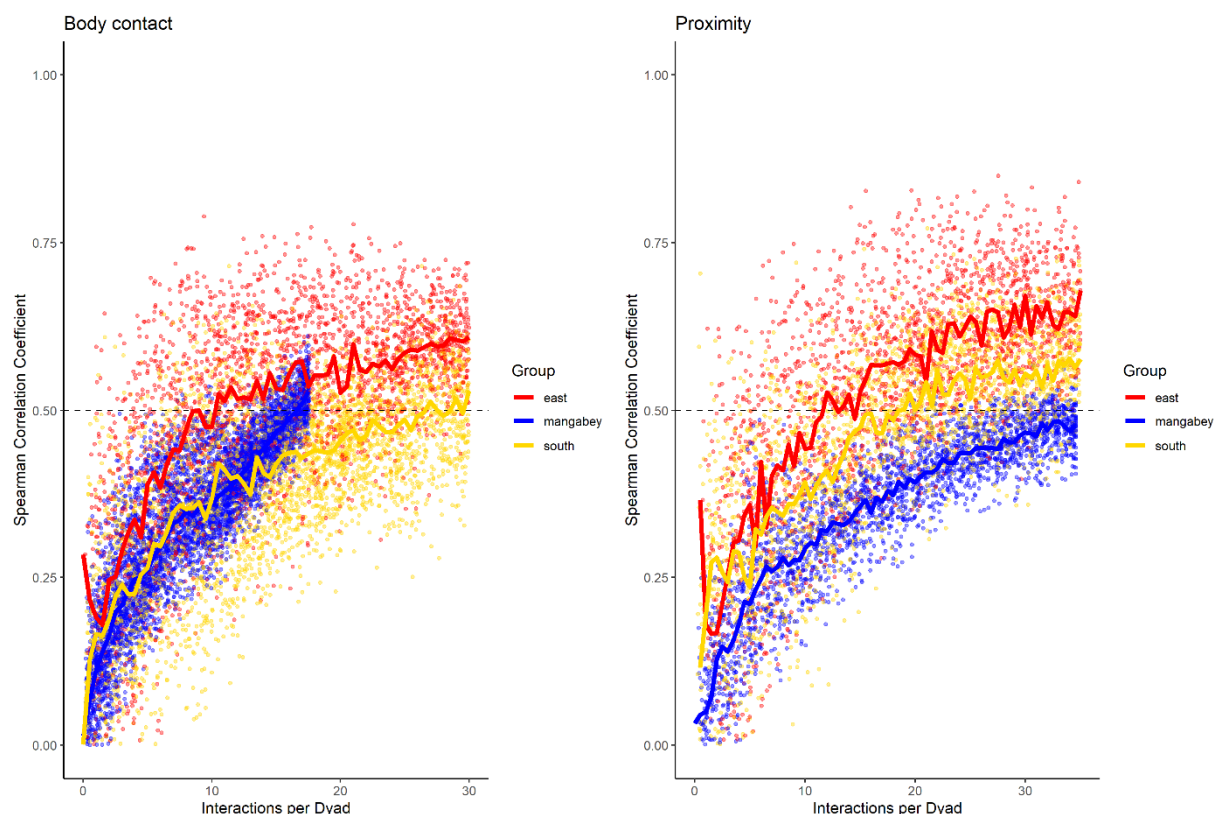 Body contact
1.00
0.75
0.50
0.25
0.00
Spearman Correlation Coefficient
0
10
20
30
Interactions per Dyad
Group
east
mangabey
south
Proximity
1.00
0.75
0.50
0.25
0.00
Spearman Correlation Coefficient
0
10
20
30
Interactions per Dyad
Group
east
mangabey
south